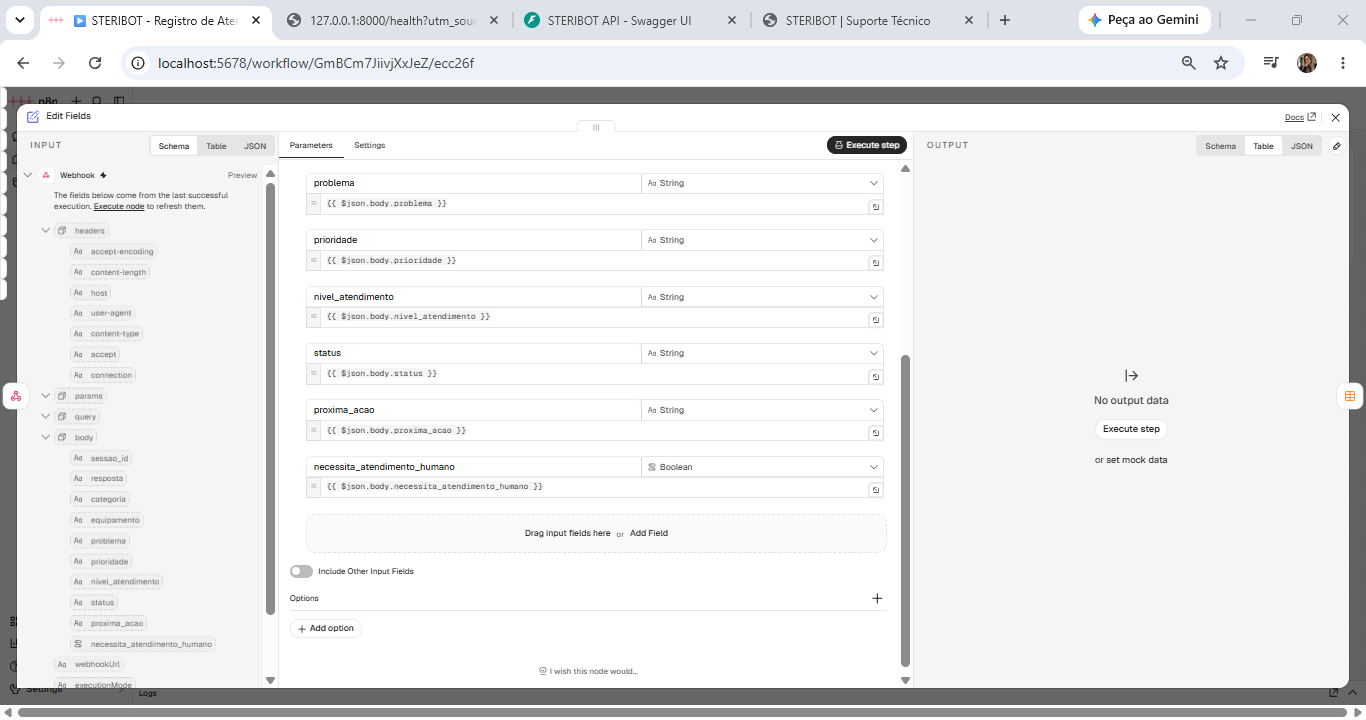 STERIBOT - Registro de Ate
127.0.0.1:8000/health?utm_sou
STERIBOT API - Swagger UI
STERIBOT | Suporte Técnico
Peça ao Gemini
localhost:5678/workflow/GmBCm7JiivjXxJeZ/ecc26f
n8n
Edit Fields
Docs
INPUT
Schema
Table
JSON
Webhook
Preview
The fields below come from the last successful
execution. Execute node to refresh them.
headers
accept-encoding
content-length
host
user-agent
content-type
accept
connection
params
query
body
sessao_id
resposta
categoria
equipamento
problema
prioridade
nivel_atendimento
status
proxima_acao
necessita_atendimento_humano
webhookUrl
executionMode
Parameters
Settings
Execute step
problema
String
= {{ $json.body.problema }}
prioridade
String
= {{ $json.body.prioridade }}
nivel_atendimento
String
= {{ $json.body.nivel_atendimento }}
status
String
= {{ $json.body.status }}
proxima_acao
String
= {{ $json.body.proxima_acao }}
necessita_atendimento_humano
Boolean
= {{ $json.body.necessita_atendimento_humano }}
Drag input fields here or Add Field
Include Other Input Fields
Options
Add option
I wish this node would...
OUTPUT
Schema
Table
JSON
No output data
Execute step
or set mock data
Settings
Logs